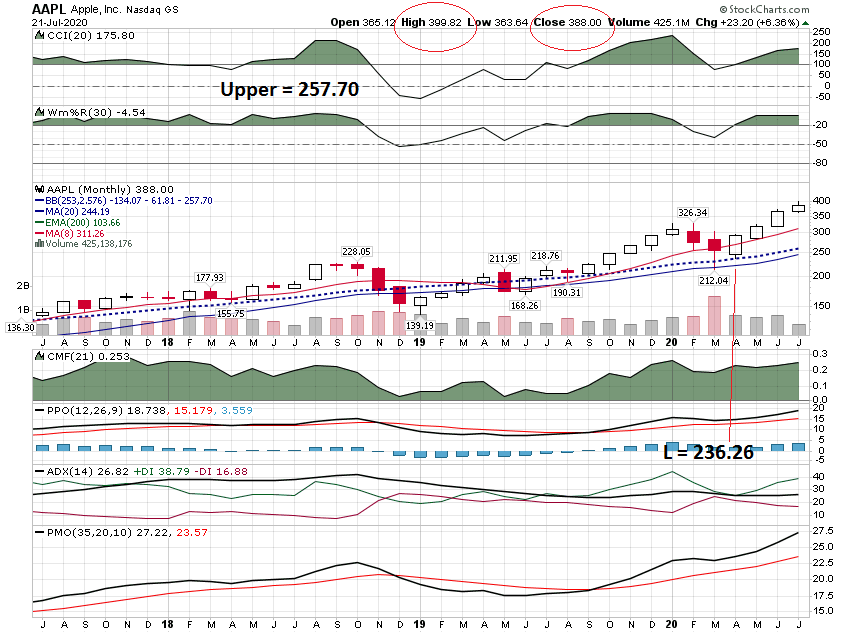 AAPL Apple, Inc. Nasdaq GS © StockCharts.com
21-Jul-2020 Open 365.12 High 399.82 Low 363.64 Close 388.00 Volume 425.1M Chg +23.20 (+6.36%)
CCI(20) 175.80
250
200
150
100
50
0
-50
Upper = 257.70
Wm%R(30) -4.54
-20
-50
-80
AAPL (Monthly) 388.00
BB(253,2.576) -134.07 - 61.81 - 257.70
MA(20) 244.19
EMA(200) 103.66
MA(8) 311.26
Volume 425,138,176
400
350
300
250
200
150
2B
1B
136.30
177.93
155.75
228.05
139.19
211.95
168.26
218.76
190.31
326.34
212.04
J A S O N D 18 F M A M J J A S O N D 19 F M A M J J A S O N D 20 F M A M J J
CMF(21) 0.253
0.3
0.2
0.1
0.0
PPO(12,26,9) 18.738, 15.179, 3.559
20
15
10
5
0
-5
L = 236.26
ADX(14) 26.82 +DI 38.79 -DI 16.88
40
30
20
10
PMO(35,20,10) 27.22, 23.57
27.5
25.0
22.5
20.0
17.5
15.0
J A S O N D 18 F M A M J J A S O N D 19 F M A M J J A S O N D 20 F M A M J J